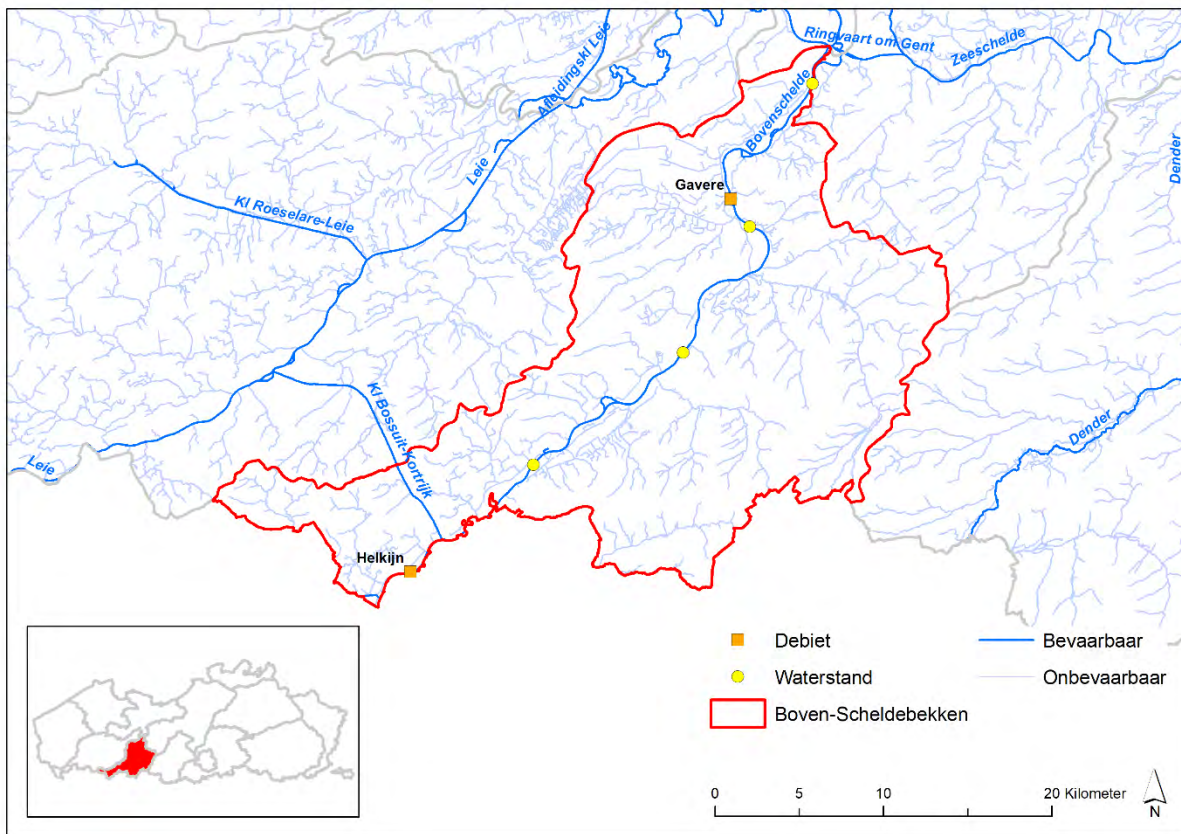 Ringvaart om Gent
Zeeschelde
Afleidingskl Leie
Bovenschelde
Dender
Leie
Gavere
Kl Roeselare-Leie
Kl Bossuit-Kortrijk
Dender
Leie
Helkijn
Debiet
Bevaarbaar
Waterstand
Onbevaarbaar
Boven-Scheldebekken
0 5 10 20 Kilometer
N